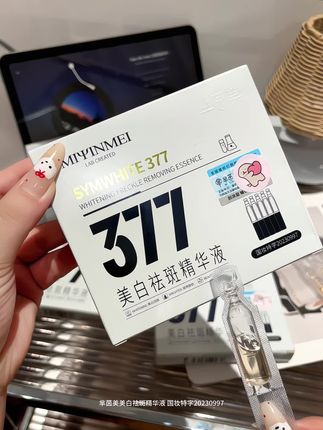 MIYINMEI
LAB CREATED
SYMWHITE 377
WHITENING FRECKLE REMOVING ESSENCE
377
美白祛斑精华液
国妆特字20230997
芈茵美美白祛斑精华液 国妆特字20230997